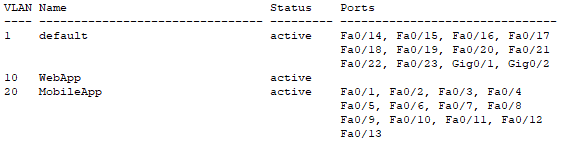 VLAN Name Status Ports
---- -------------------------------- --------- -------------------------------
1 default active Fa0/14, Fa0/15, Fa0/16, Fa0/17
Fa0/18, Fa0/19, Fa0/20, Fa0/21
Fa0/22, Fa0/23, Gig0/1, Gig0/2
10 WebApp active
20 MobileApp active Fa0/1, Fa0/2, Fa0/3, Fa0/4
Fa0/5, Fa0/6, Fa0/7, Fa0/8
Fa0/9, Fa0/10, Fa0/11, Fa0/12
Fa0/13